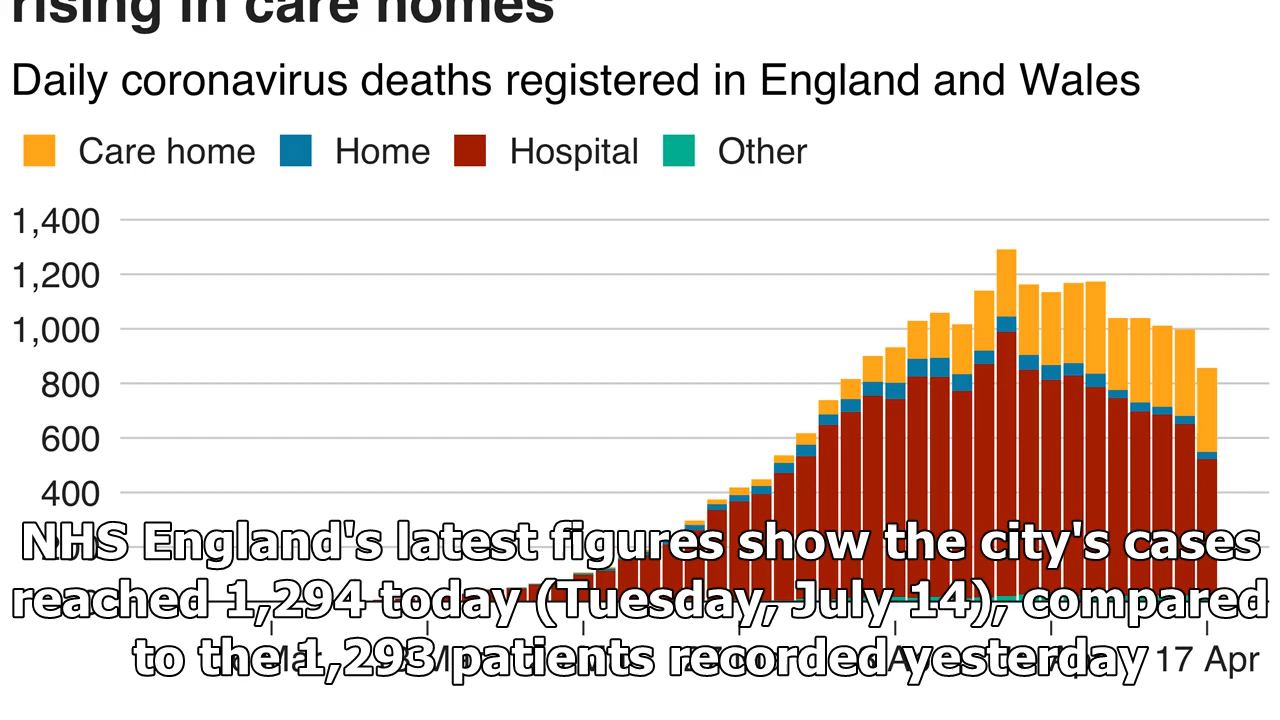 rising in care homes
Daily coronavirus deaths registered in England and Wales
Care home Home Hospital Other
1,400
1,200
1,000
800
600
400
NHS England's latest figures show the city's cases
reached 1,294 today (Tuesday, July 14), compared
to the 1,293 patients recorded yesterday
17 Apr